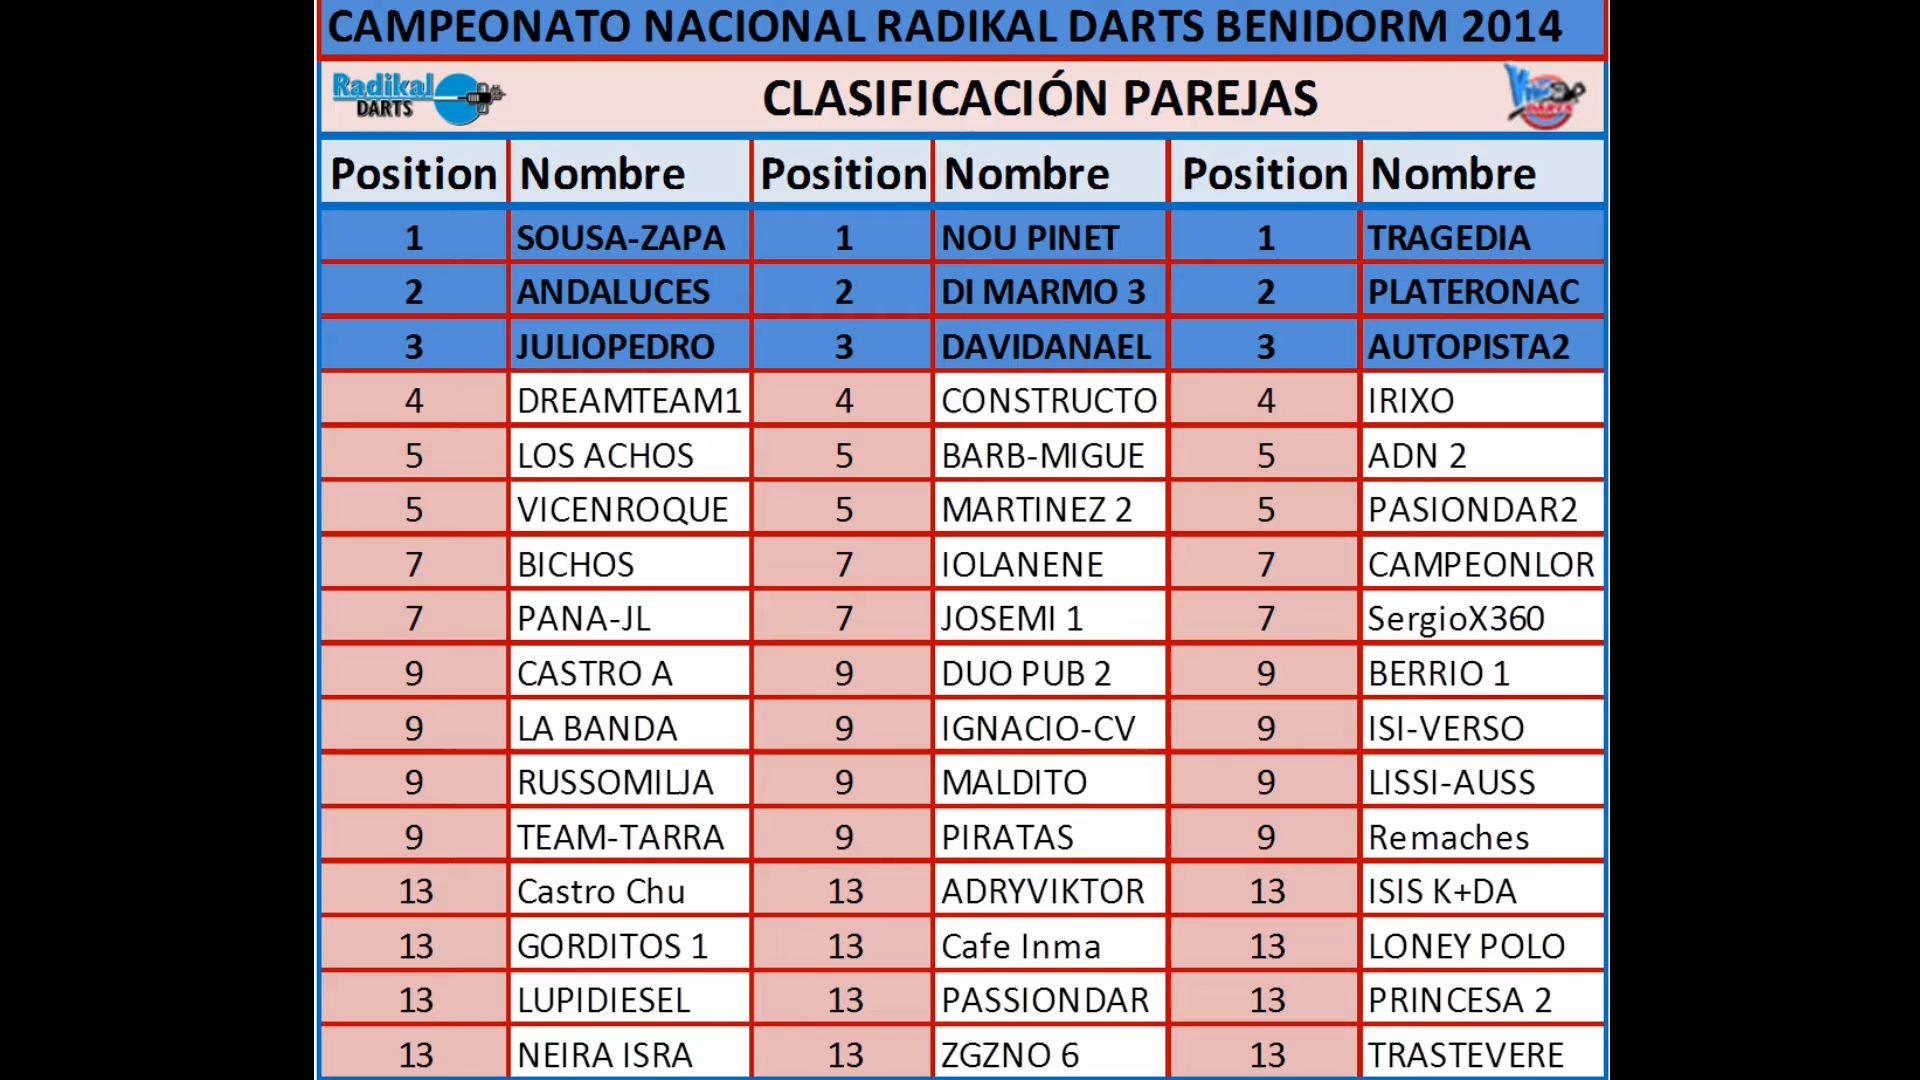 CAMPEONATO NACIONAL RADIKAL DARTS BENIDORM 2014
Radikal DARTS CLASIFICACIÓN PAREJAS
Position Nombre Position Nombre Position Nombre
1 SOUSA-ZAPA 1 NOU PINET 1 TRAGEDIA
2 ANDALUCES 2 DI MARMO 3 2 PLATERONAC
3 JULIOPEDRO 3 DAVIDANAEL 3 AUTOPISTA2
4 DREAMTEAM1 4 CONSTRUCTO 4 IRIXO
5 LOS ACHOS 5 BARB-MIGUE 5 ADN 2
5 VICENROQUE 5 MARTINEZ 2 5 PASIONDAR2
7 BICHOS 7 IOLANENE 7 CAMPEONLOR
7 PANA-JL 7 JOSEMI 1 7 SergioX360
9 CASTRO A 9 DUO PUB 2 9 BERRIO 1
9 LA BANDA 9 IGNACIO-CV 9 ISI-VERSO
9 RUSSOMILJA 9 MALDITO 9 LISSI-AUSS
9 TEAM-TARRA 9 PIRATAS 9 Remaches
13 Castro Chu 13 ADRYVIKTOR 13 ISIS K+DA
13 GORDITOS 1 13 Cafe Inma 13 LONEY POLO
13 LUPIDIESEL 13 PASSIONDAR 13 PRINCESA 2
13 NEIRA ISRA 13 ZGZNO 6 13 TRASTEVERE